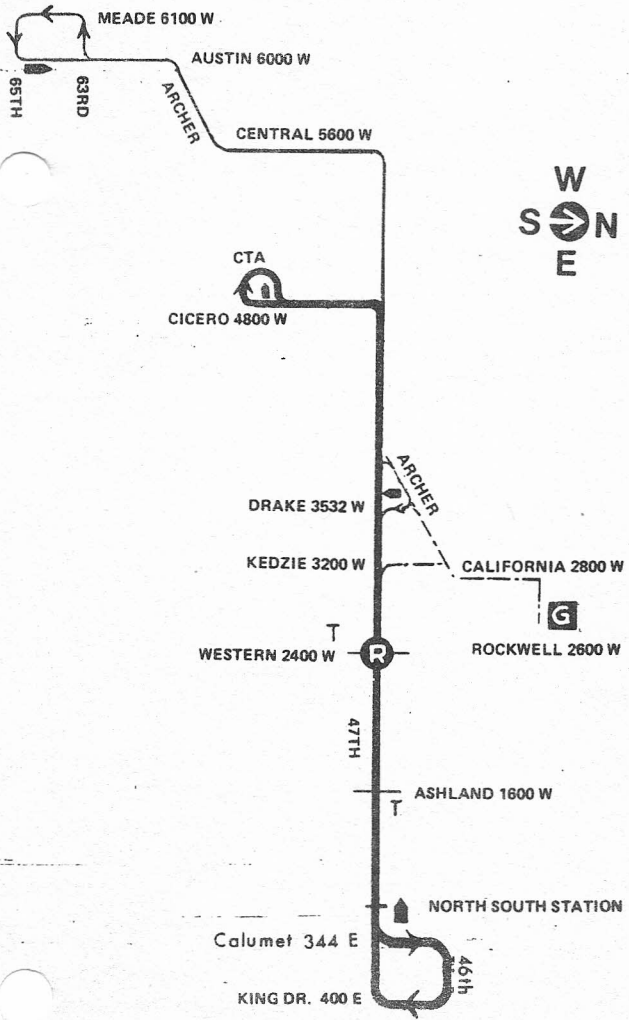 MEADE 6100 W
AUSTIN 6000 W
65TH
63RD
ARCHER
CENTRAL 5600 W
W
S N
E
CTA
CICERO 4800 W
ARCHER
DRAKE 3532 W
KEDZIE 3200 W
CALIFORNIA 2800 W
G
T
WESTERN 2400 W
R
ROCKWELL 2600 W
47TH
ASHLAND 1600 W
T
NORTH SOUTH STATION
Calumet 344 E
46th
KING DR. 400 E